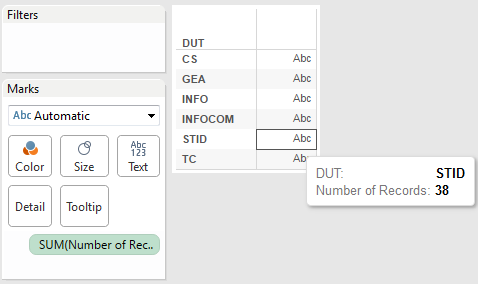 Filters
Marks
Abc Automatic
Color
Size
Abc
123
Text
Detail
Tooltip
SUM(Number of Rec..
DUT
CS Abc
GEA Abc
INFO Abc
INFOCOM Abc
STID Abc
TC Abc
DUT: STID
Number of Records: 38